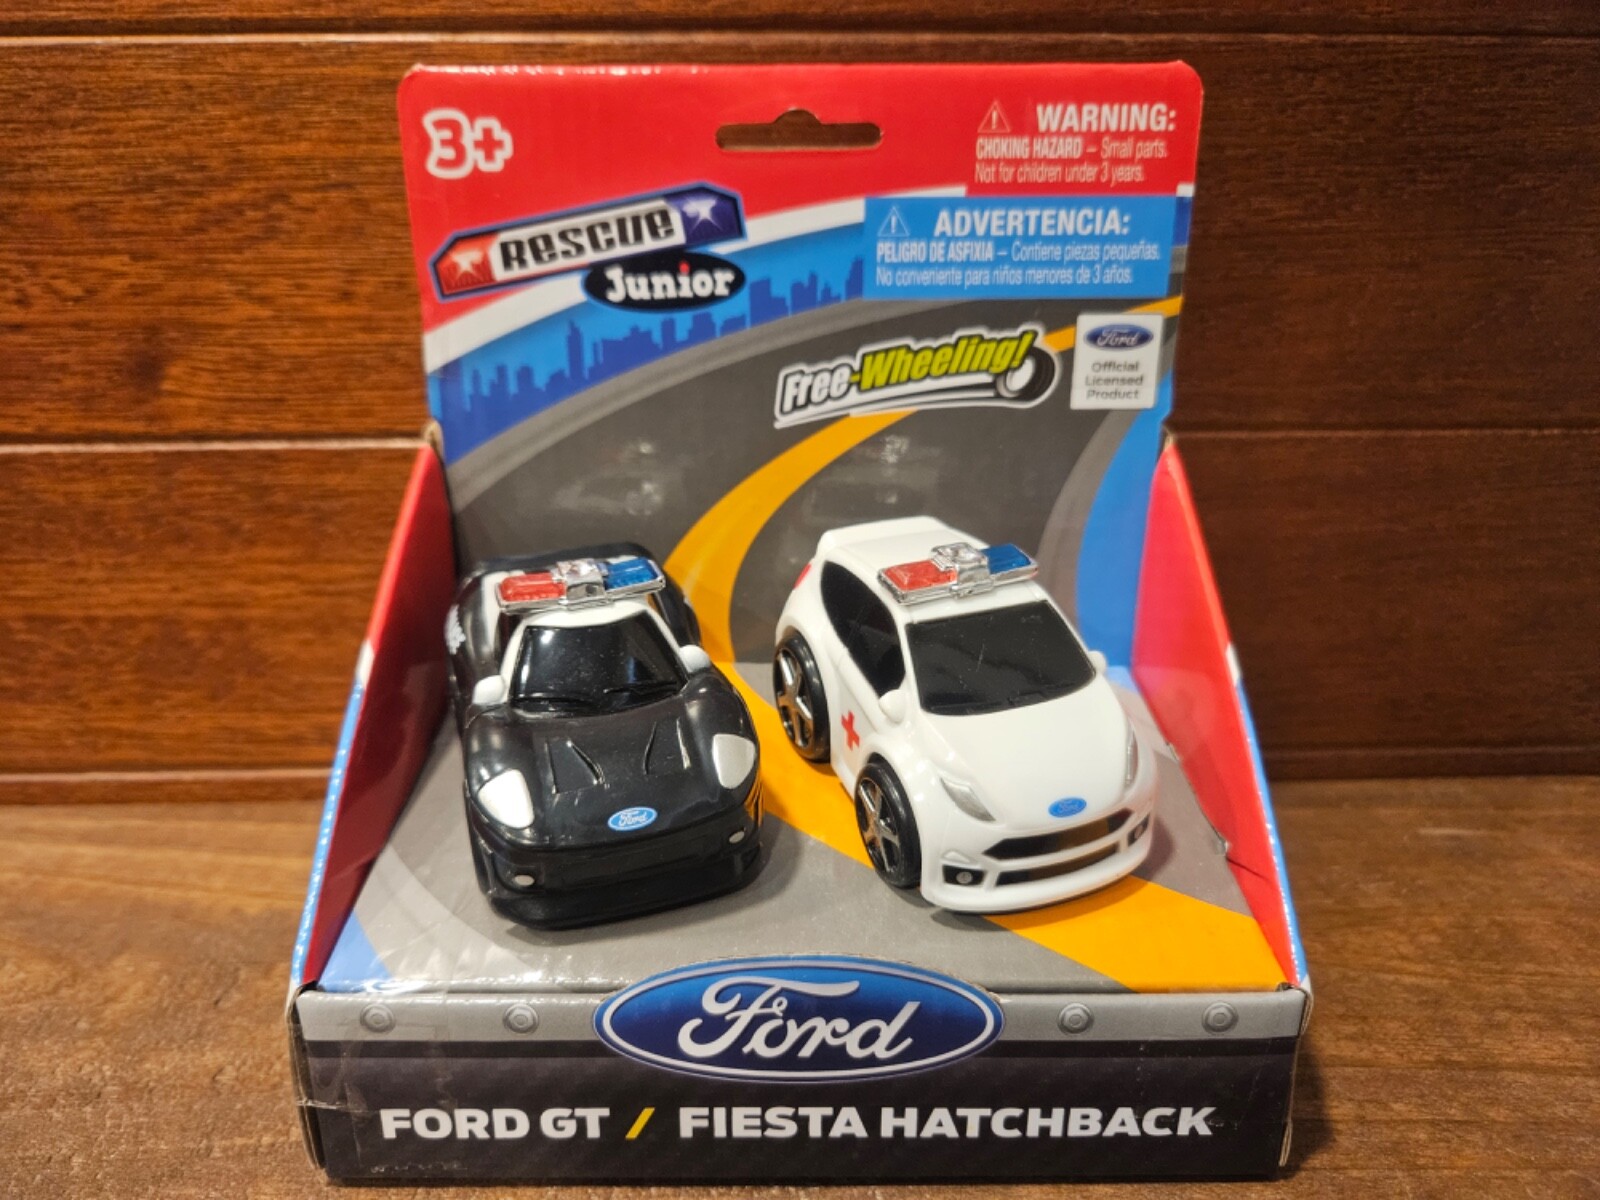 3+
WARNING:
CHOKING HAZARD – Small parts.
Not for children under 3 years.
RESCUE
Junior
ADVERTENCIA:
PELIGRO DE ASFIXIA – Contiene piezas pequeñas.
No conveniente para niños menores de 3 años.
Free-Wheeling!
Ford
Official
Licensed
Product
Ford
Ford
Ford
FORD GT / FIESTA HATCHBACK